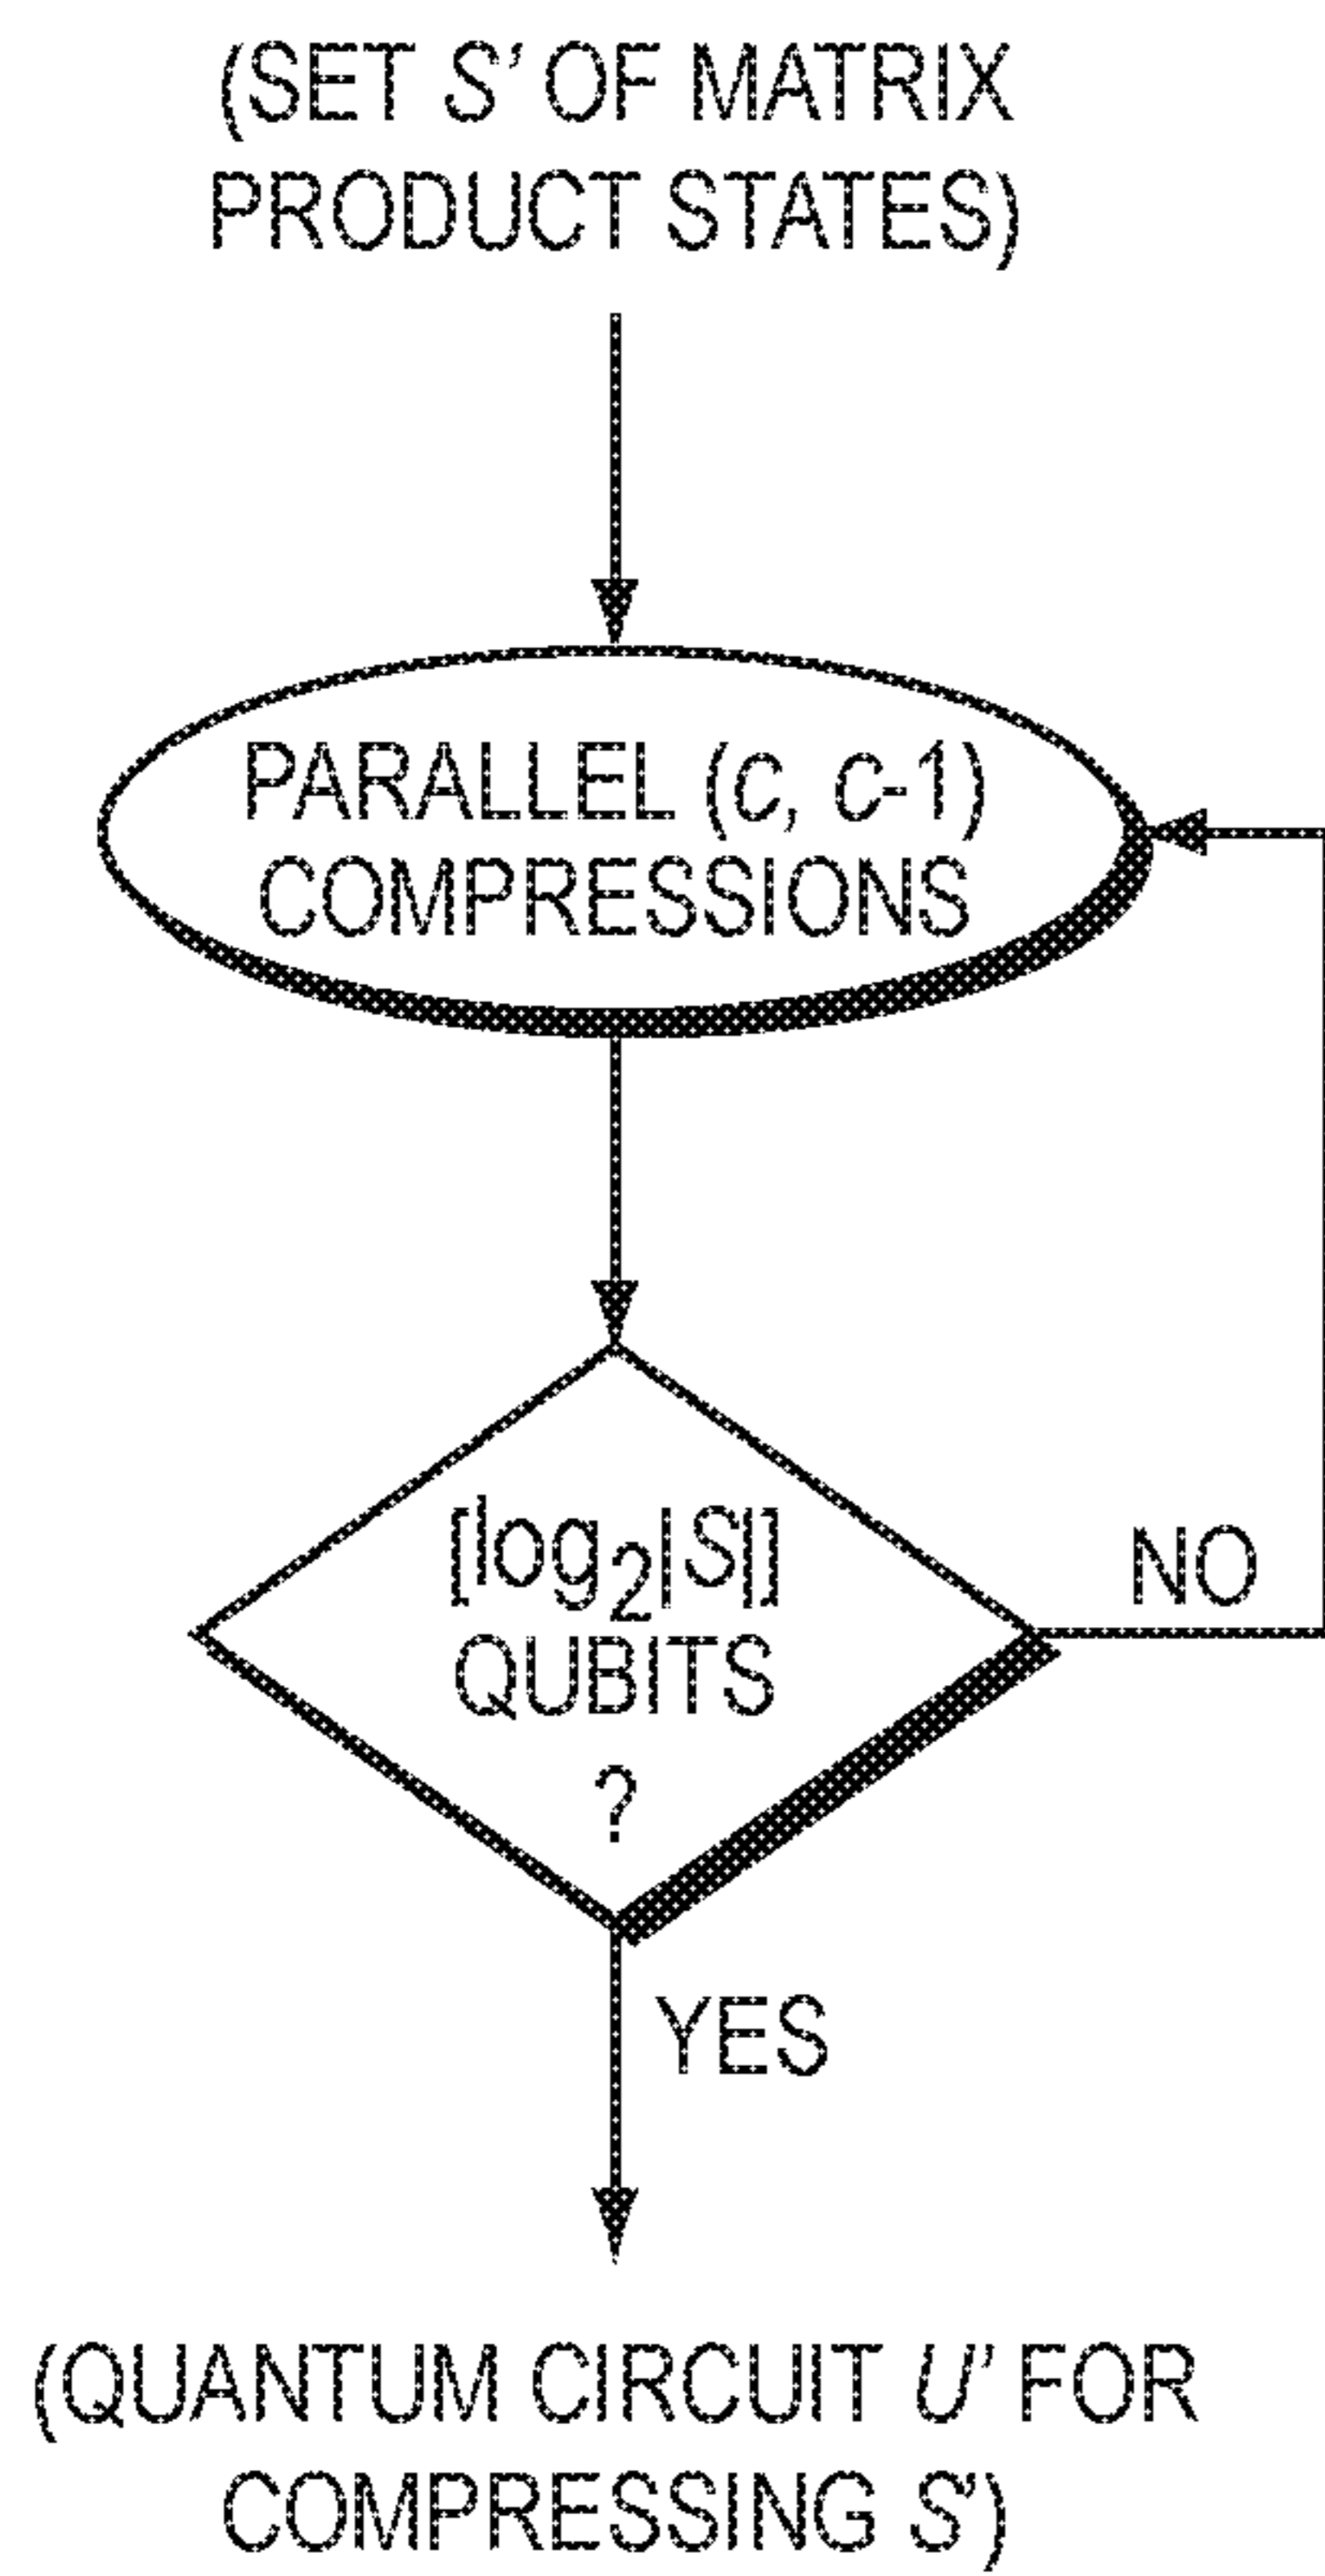 (SET S' OF MATRIX
PRODUCT STATES)
PARALLEL (c, c-1)
COMPRESSIONS
[log₂|S|]
QUBITS
?
NO
YES
(QUANTUM CIRCUIT U' FOR
COMPRESSING S')